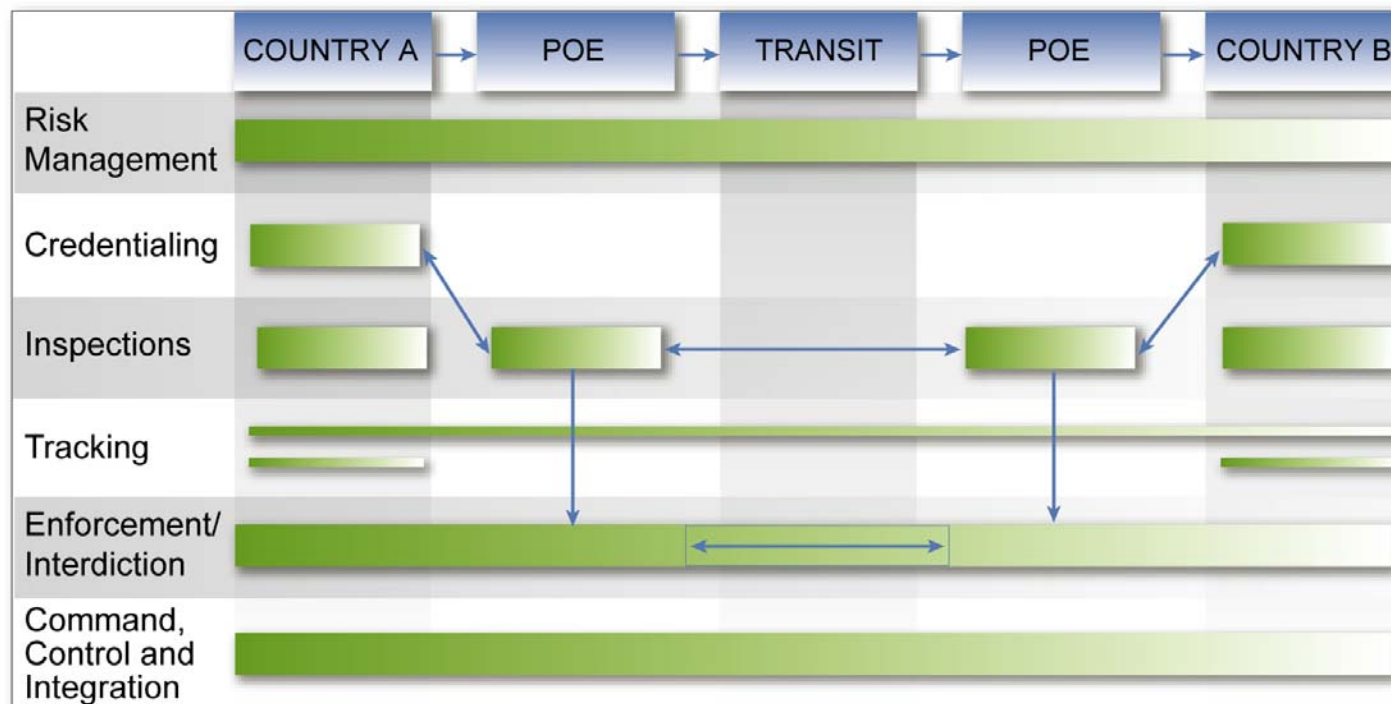 COUNTRY A
POE
TRANSIT
POE
COUNTRY B
Risk
Management
Credentialing
Inspections
Tracking
Enforcement/
Interdiction
Command,
Control and
Integration